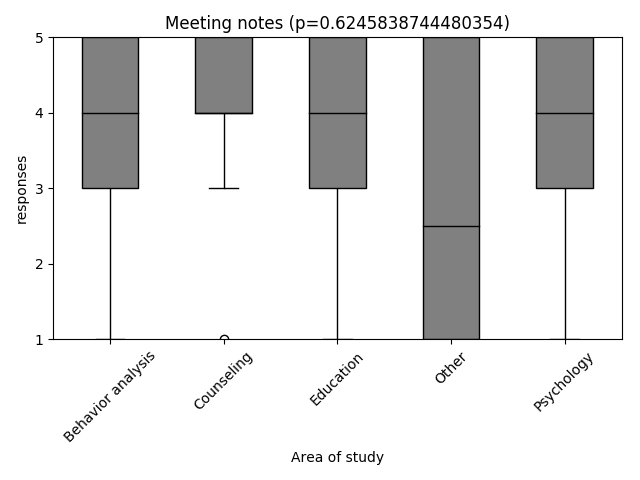 Meeting notes (p=0.6245838744480354)
5
4
3
2
1
responses
Behavior analysis
Counseling
Education
Other
Psychology
Area of study